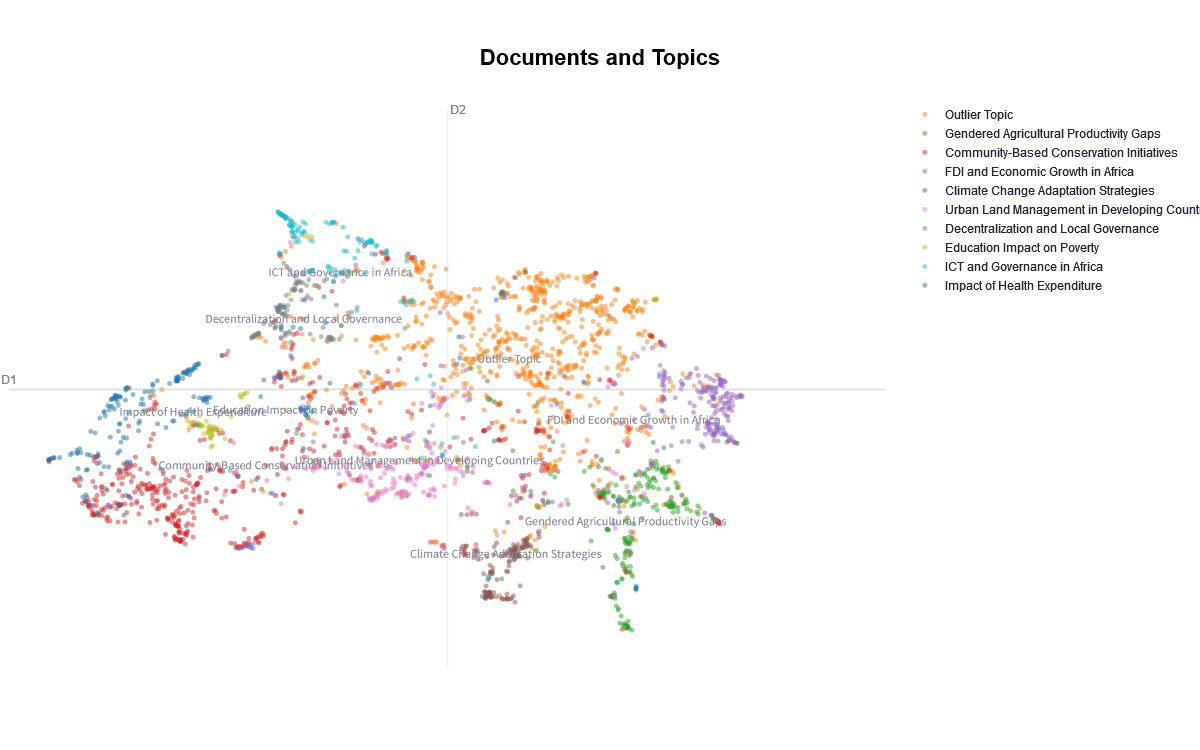 Documents and Topics
D2
Outlier Topic
Gendered Agricultural Productivity Gaps
Community-Based Conservation Initiatives
FDI and Economic Growth in Africa
Climate Change Adaptation Strategies
Urban Land Management in Developing Count
Decentralization and Local Governance
Education Impact on Poverty
ICT and Governance in Africa
Impact of Health Expenditure
ICT and Governance in Africa
Decentralization and Local Governance
Outlier Topic
D1
Impact of Health Expenditure
Education Impact on Poverty
FDI and Economic Growth in Africa
Community-Based Conservation Initiatives
Urban Land Management in Developing Countries
Gendered Agricultural Productivity Gaps
Climate Change Adaptation Strategies